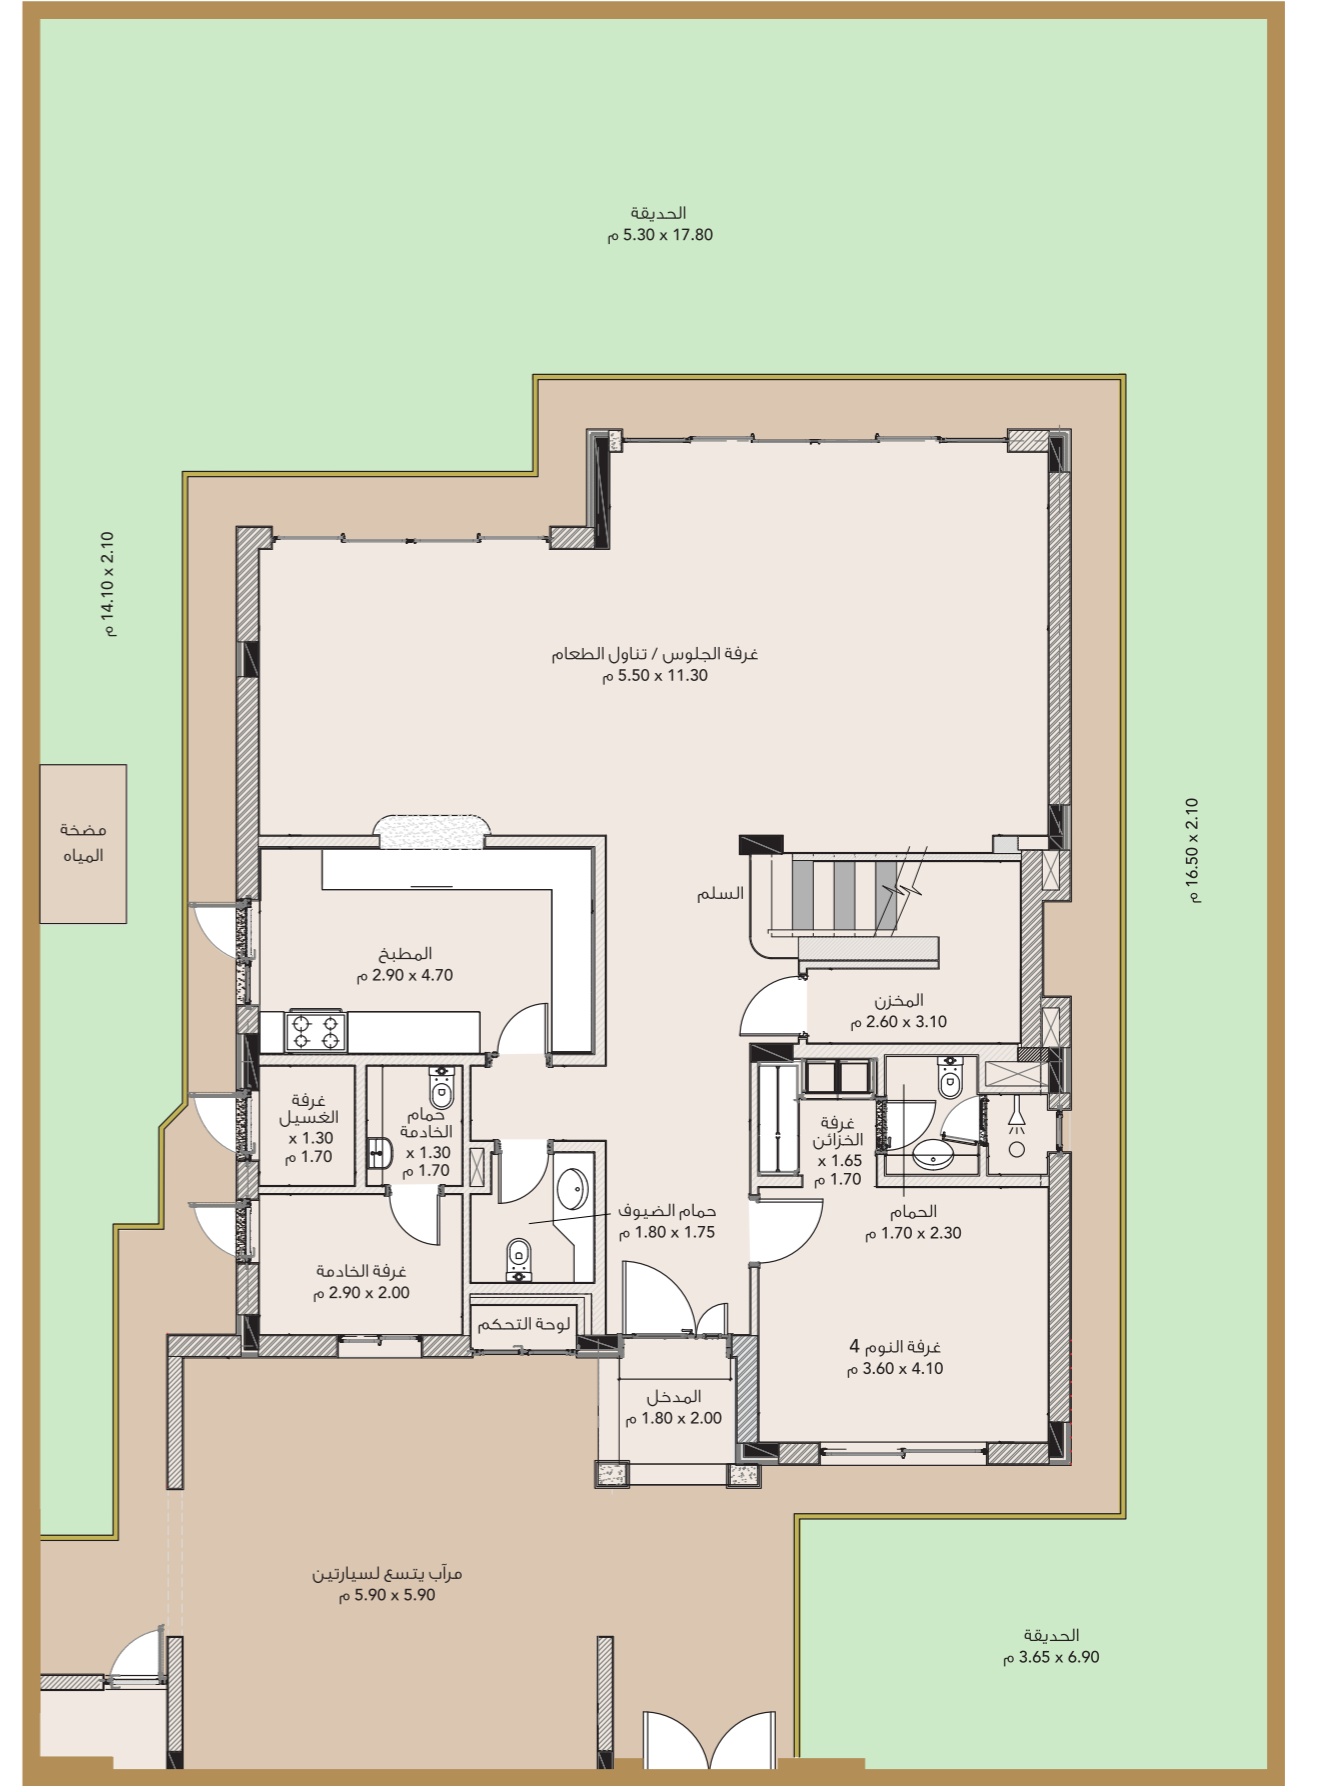 الحديقة
5.30 x 17.80 م
14.10 x 2.10 م
غرفة الجلوس / تناول الطعام
5.50 x 11.30 م
مضخة
المياه
16.50 x 2.10 م
السلم
المطبخ
2.90 x 4.70 م
المخزن
2.60 x 3.10 م
غرفة
الغسيل
1.30 x
1.70 م
حمام
الخادمة
1.30 x
1.70 م
غرفة
الخزائن
1.65 x
1.70 م
حمام الضيوف
1.80 x 1.75 م
الحمام
1.70 x 2.30 م
غرفة الخادمة
2.90 x 2.00 م
لوحة التحكم
غرفة النوم 4
3.60 x 4.10 م
المدخل
1.80 x 2.00 م
مرآب يتسع لسيارتين
5.90 x 5.90 م
الحديقة
3.65 x 6.90 م